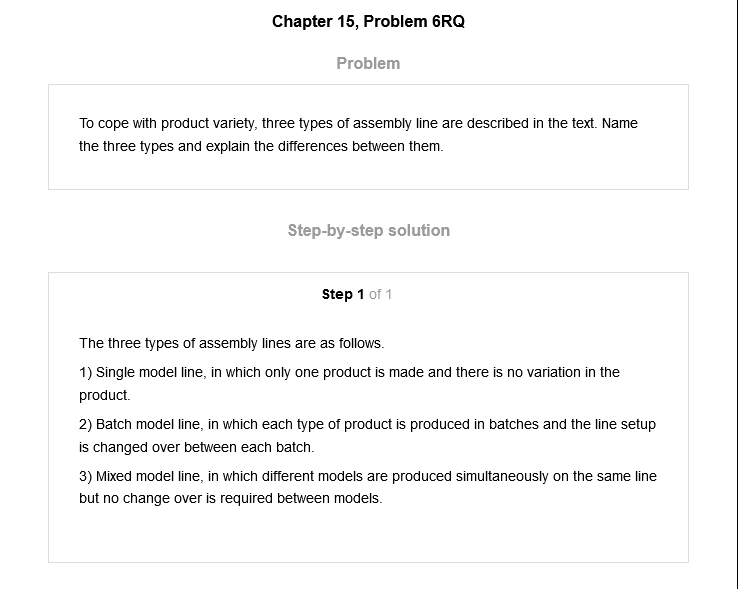 Chapter 15, Problem 6RQ
Problem
To cope with product variety, three types of assembly line are described in the text. Name
the three types and explain the differences between them.
Step-by-step solution
Step 1 of 1
The three types of assembly lines are as follows.
1) Single model line, in which only one product is made and there is no variation in the
product.
2) Batch model line, in which each type of product is produced in batches and the line setup
is changed over between each batch.
3) Mixed model line, in which different models are produced simultaneously on the same line
but no change over is required between models.